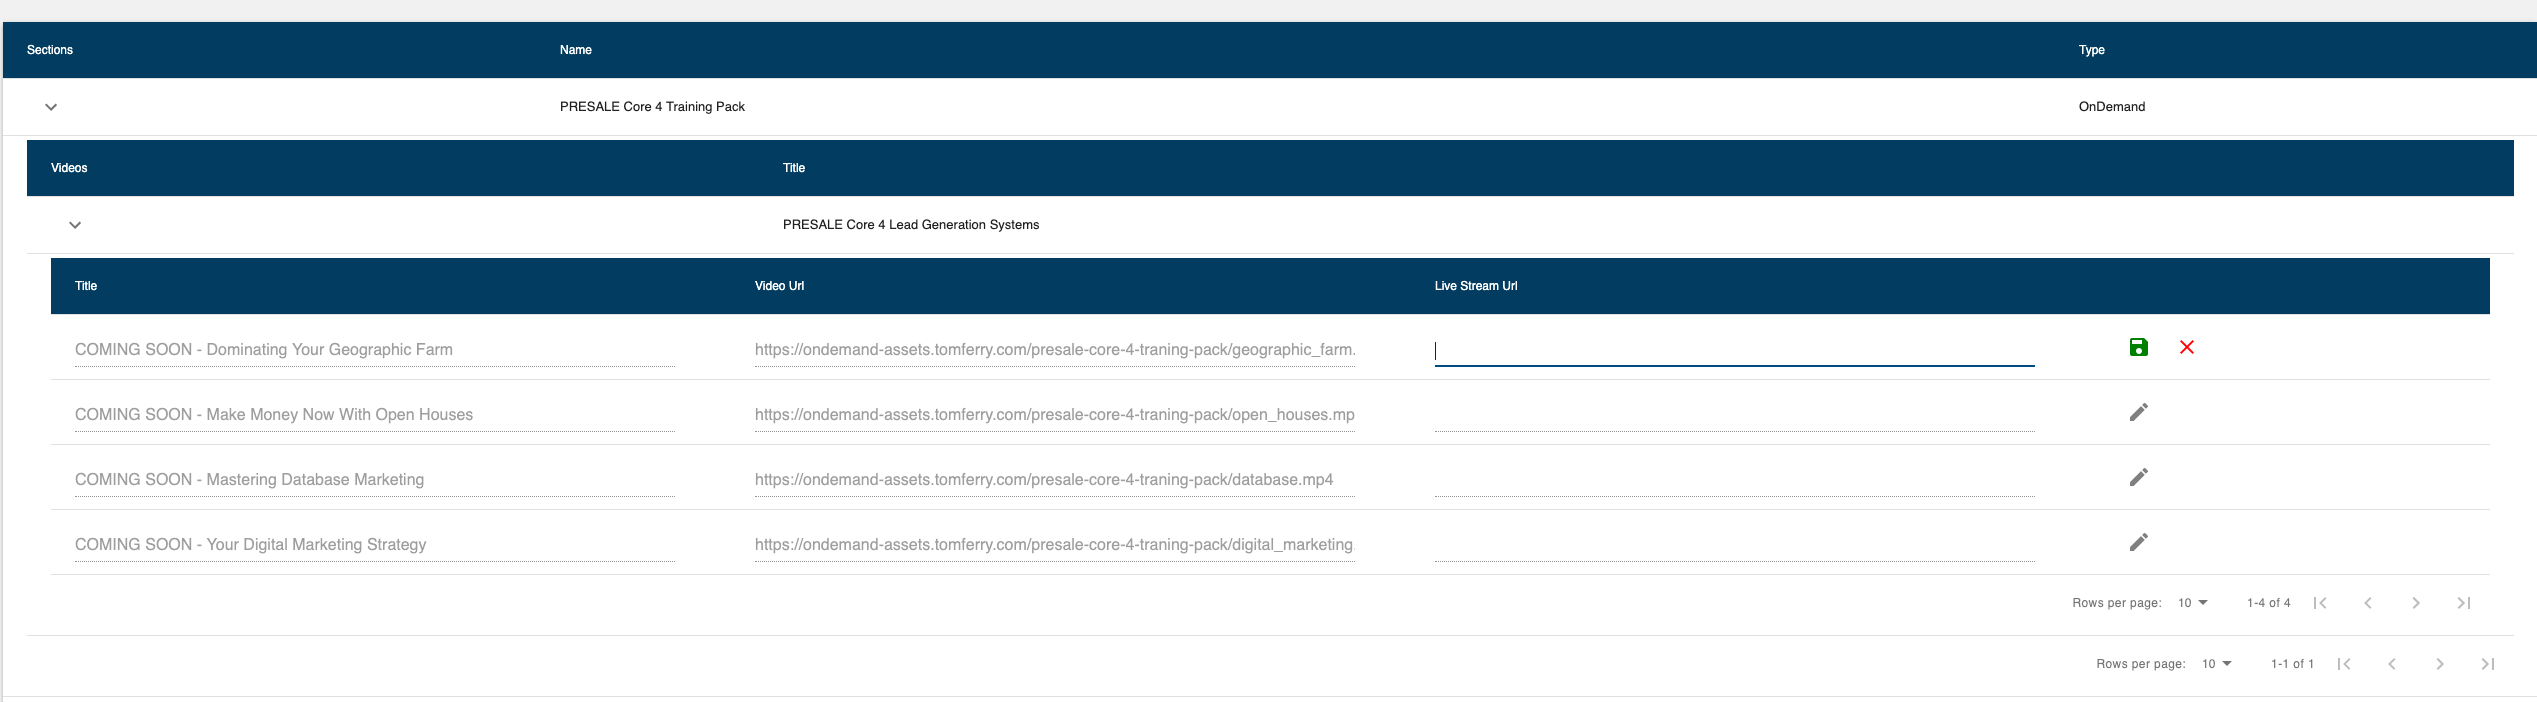 Sections Name Type
PRESALE Core 4 Training Pack OnDemand
Videos Title
PRESALE Core 4 Lead Generation Systems
Title Video Url Live Stream Url
COMING SOON - Dominating Your Geographic Farm https://ondemand-assets.tomferry.com/presale-core-4-traning-pack/geographic_farm.
COMING SOON - Make Money Now With Open Houses https://ondemand-assets.tomferry.com/presale-core-4-traning-pack/open_houses.mp
COMING SOON - Mastering Database Marketing https://ondemand-assets.tomferry.com/presale-core-4-traning-pack/database.mp4
COMING SOON - Your Digital Marketing Strategy https://ondemand-assets.tomferry.com/presale-core-4-traning-pack/digital_marketing.
Rows per page: 10 1-4 of 4
Rows per page: 10 1-1 of 1